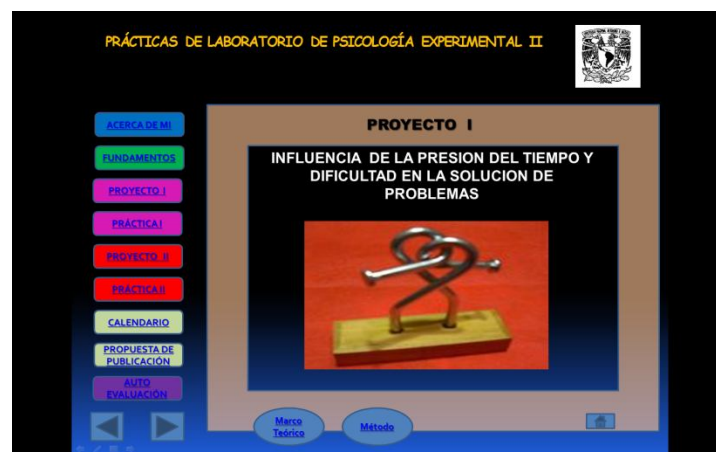 PRÁCTICAS DE LABORATORIO DE PSICOLOGÍA EXPERIMENTAL II
ACERCA DE MI
FUNDAMENTOS
PROYECTO I
PRÁCTICA I
PROYECTO II
PRÁCTICA II
CALENDARIO
PROPUESTA DE
PUBLICACIÓN
AUTO
EVALUACIÓN
PROYECTO I
INFLUENCIA DE LA PRESION DEL TIEMPO Y
DIFICULTAD EN LA SOLUCION DE
PROBLEMAS
Marco
Teórico
Método